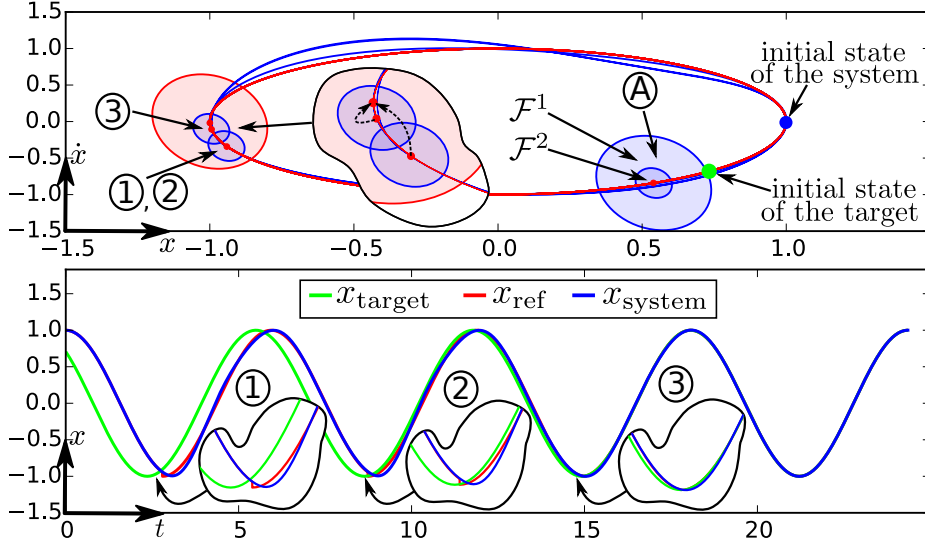 1.5
1.0
0.5
0.0
−0.5
−1.0
−1.5
ẋ
x
−1.5
−1.0
−0.5
0.0
0.5
1.0
3
1, 2
A
F¹
F²
initial state
of the system
initial state
of the target
1.5
1.0
0.5
0.0
−0.5
−1.0
−1.5
x
t
x_target
x_ref
x_system
1
2
3
0
5
10
15
20